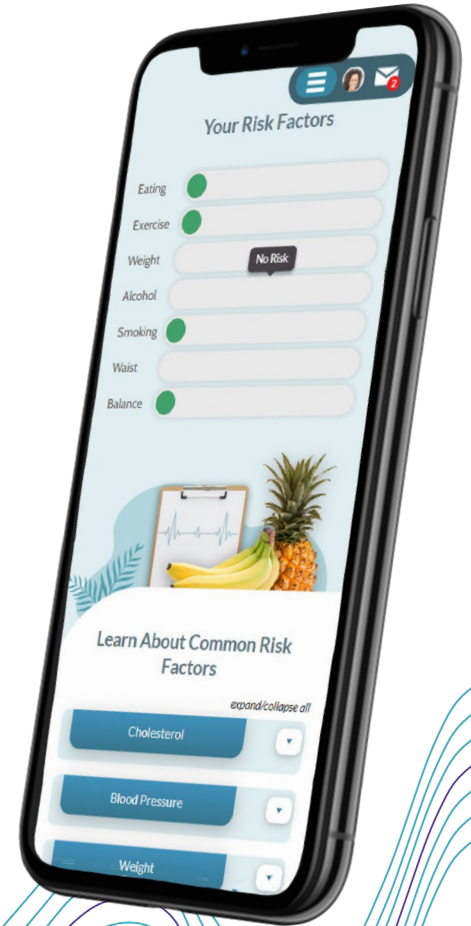 2
Your Risk Factors
Eating
Exercise
Weight
No Risk
Alcohol
Smoking
Waist
Balance
Learn About Common Risk
Factors
expand/collapse all
Cholesterol
Blood Pressure
Weight